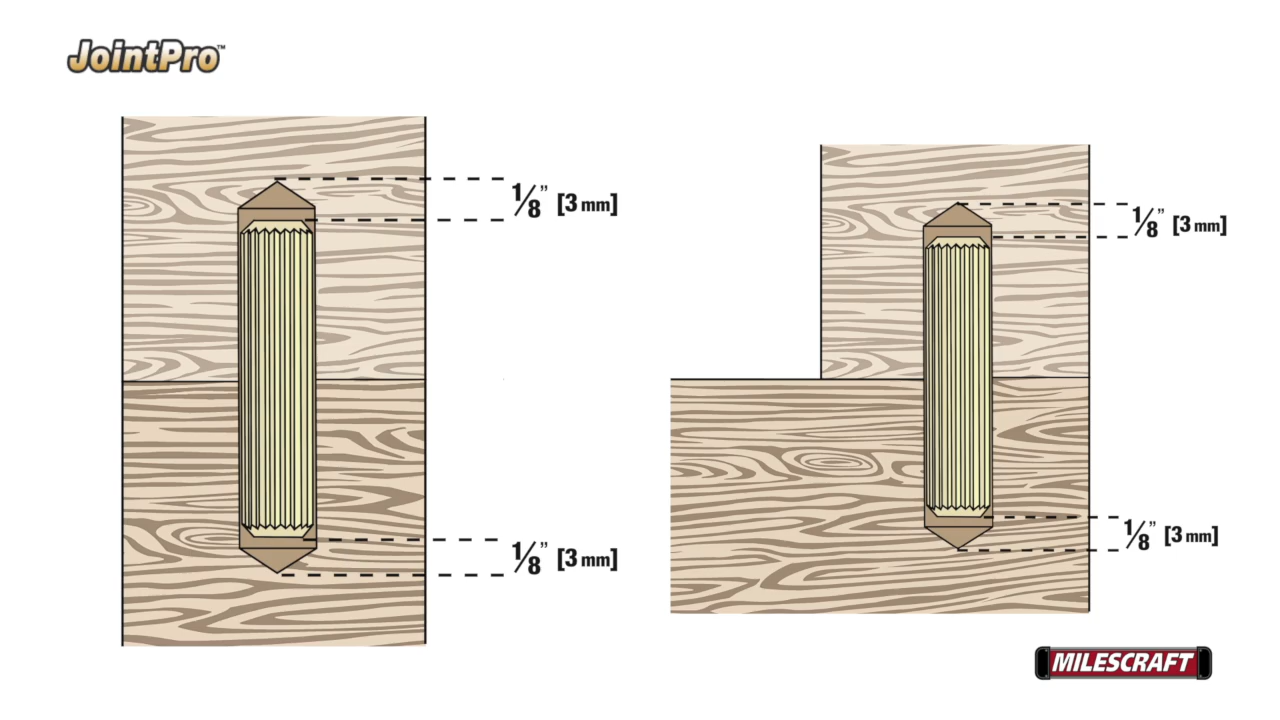 JointPro™
1/8” [3 mm]
1/8” [3 mm]
1/8” [3 mm]
1/8” [3 mm]
MILESCRAFT